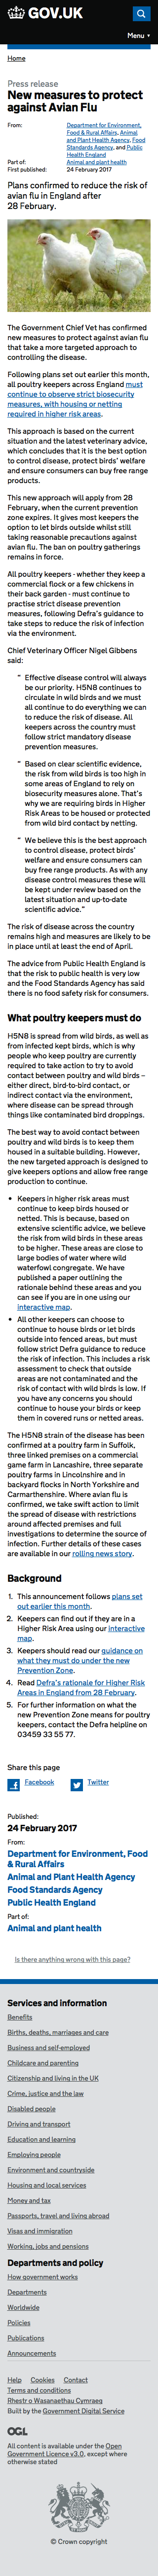 GOV.UK
Menu ▼
Home
Press release
New measures to protect
against Avian Flu
From:
Department for Environment,
Food & Rural Affairs, Animal
and Plant Health Agency, Food
Standards Agency, and Public
Health England
Part of:
Animal and plant health
First published:
24 February 2017
Plans confirmed to reduce the risk of
avian flu in England after
28 February.
The Government Chief Vet has confirmed
new measures to reduce the risk of avian
flu that take a more targeted approach to
controlling the disease.
Following plans set out earlier this month,
all poultry keepers across England must
continue to observe strict biosecurity
measures, with housing or netting
required in higher risk areas.
This approach is based on the current
situation and the latest veterinary advice,
which concludes that it is the best option
to control disease, protect birds’ welfare
and ensure consumers can buy free range
products.
This new approach will apply from 28
February, when the current prevention
zone expires. It gives most keepers the
option to let birds outside whilst still
taking reasonable precautions against
avian flu. The ban on poultry gatherings
remains in force.
All poultry keepers - whether they keep a
commercial flock or a few chickens in
their back garden - must continue to
practise strict disease prevention
measures, following Defra’s guidance to
reduce the risk of infection from the
environment.
Chief Veterinary Officer Nigel Gibbens
said:
“ Effective disease control will always
be our priority. H5N8 continues to
circulate in wild birds and we must
all continue to do everything we can
to reduce the risk of disease. All
keepers across the country must
follow strict mandatory disease
prevention measures.
“ Based on clear scientific evidence,
the risk from wild birds is so high in
some areas of England to rely on
biosecurity measures alone. That’s
why we are requiring birds in Higher
Risk Areas to be housed or protected
from mixing with wild birds by netting.
“ We believe this is the best approach
to control disease, protect birds’
welfare and ensure consumers can
buy free range products. As with any
disease control measures these will
be kept under review based on the
latest situation and up-to-date
scientific advice.”
The risk of disease across the country
remains high and measures are likely to be
in place until at least the end of April.
The advice from Public Health England is
that the risk to public health is very low
and the Food Standards Agency has said
there is no food safety risk for consumers.
What poultry keepers must do
H5N8 is spread from wild birds, as well as
from infected kept birds, which is why
people need to do all they can to avoid
contact between poultry and wild birds –
either direct, bird-to-bird contact, or
indirect contact via the environment,
where disease can be spread through
things like contaminated bird droppings.
The best way to avoid contact between
poultry and wild birds is to keep them
housed in a suitable building. However,
the new targeted approach is designed to
protect birds and also allow free range
production to continue.
• Keepers in higher risk areas must
continue to keep birds housed or
netted. This is because, based on
extensive scientific advice, we know
that the risk from wild birds in these
areas is higher. These areas are close
to large bodies of water where wild
waterfowl congregate. We have
imposed additional restrictions to
help protect birds in these areas and you
can see if you are in one using our
interactive map.
• All other keepers can choose to keep
birds inside or allow their birds
outside, but must follow
strict Defra guidance to reduce the risk
of infection. This includes a risk
assessment to check that outside
areas are not contaminated and that
the risk of contact with wild birds is low. If you
have any concerns you should
continue to house your birds or
keep them in enclosed runs or netted areas.
The H5N8 strain of the disease has been
confirmed at a poultry farm in Suffolk,
mixed premises on a commercial
game farm in Lancashire, three separate
poultry farms in Lincolnshire and in
backyard flocks in North Yorkshire and
Carmarthenshire. Where avian flu is
confirmed, we take swift action to
reduce the risk of disease spreading by
putting movement restrictions in place
around infected premises and humanely
culling birds. Full investigations
are ongoing to determine the source of
infection. Further details of these cases
are available in our rolling news story.
Background
1. This announcement follows plans set
out earlier this month.
2. Keepers can find out if they are in a
Higher Risk Area using our interactive
map.
3. Keepers should read our guidance on
what they must do under the new
Prevention Zone.
4. Read Defra’s rationale for Higher Risk
Areas in England from 28 February.
5. For further information on what the
new Prevention Zone means for poultry
keepers, contact the Defra helpline on
03459 33 55 77.
Share this page
Facebook
Twitter
Published:
24 February 2017
From:
Department for Environment, Food
& Rural Affairs
Animal and Plant Health Agency
Food Standards Agency
Public Health England
Part of:
Animal and plant health
Is there anything wrong with this page?
Services and information
Benefits
Births, deaths, marriages and care
Business and self-employed
Childcare and parenting
Citizenship and living in the UK
Crime, justice and the law
Disabled people
Driving and transport
Education and learning
Employing people
Environment and countryside
Housing and local services
Money and tax
Passports, travel and living abroad
Visas and immigration
Working, jobs and pensions
Departments and policy
How government works
Departments
Worldwide
Policies
Publications
Announcements
Help Cookies Contact
Terms and conditions
Rhestr o Wasanaethau Cymraeg
Built by the Government Digital Service
OGL
All content is available under the Open
Government Licence v3.0, except where
otherwise stated
© Crown copyright